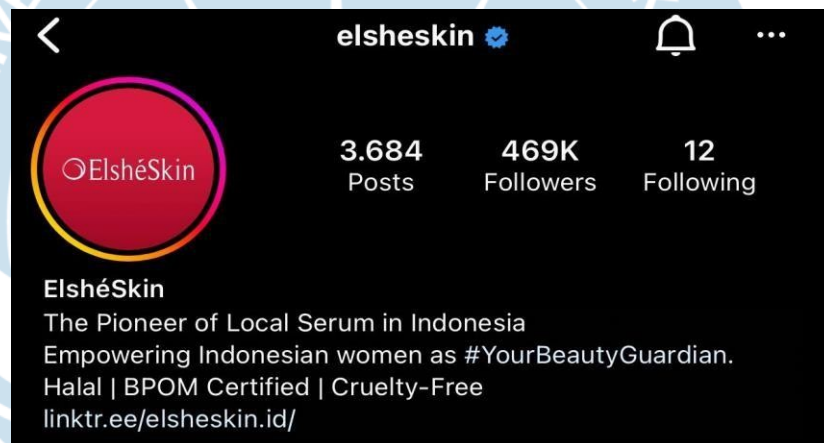 elsheskin
ElshéSkin
3.684 469K 12
Posts Followers Following
ElshéSkin
The Pioneer of Local Serum in Indonesia
Empowering Indonesian women as #YourBeautyGuardian.
Halal | BPOM Certified | Cruelty-Free
linktr.ee/elsheskin.id/